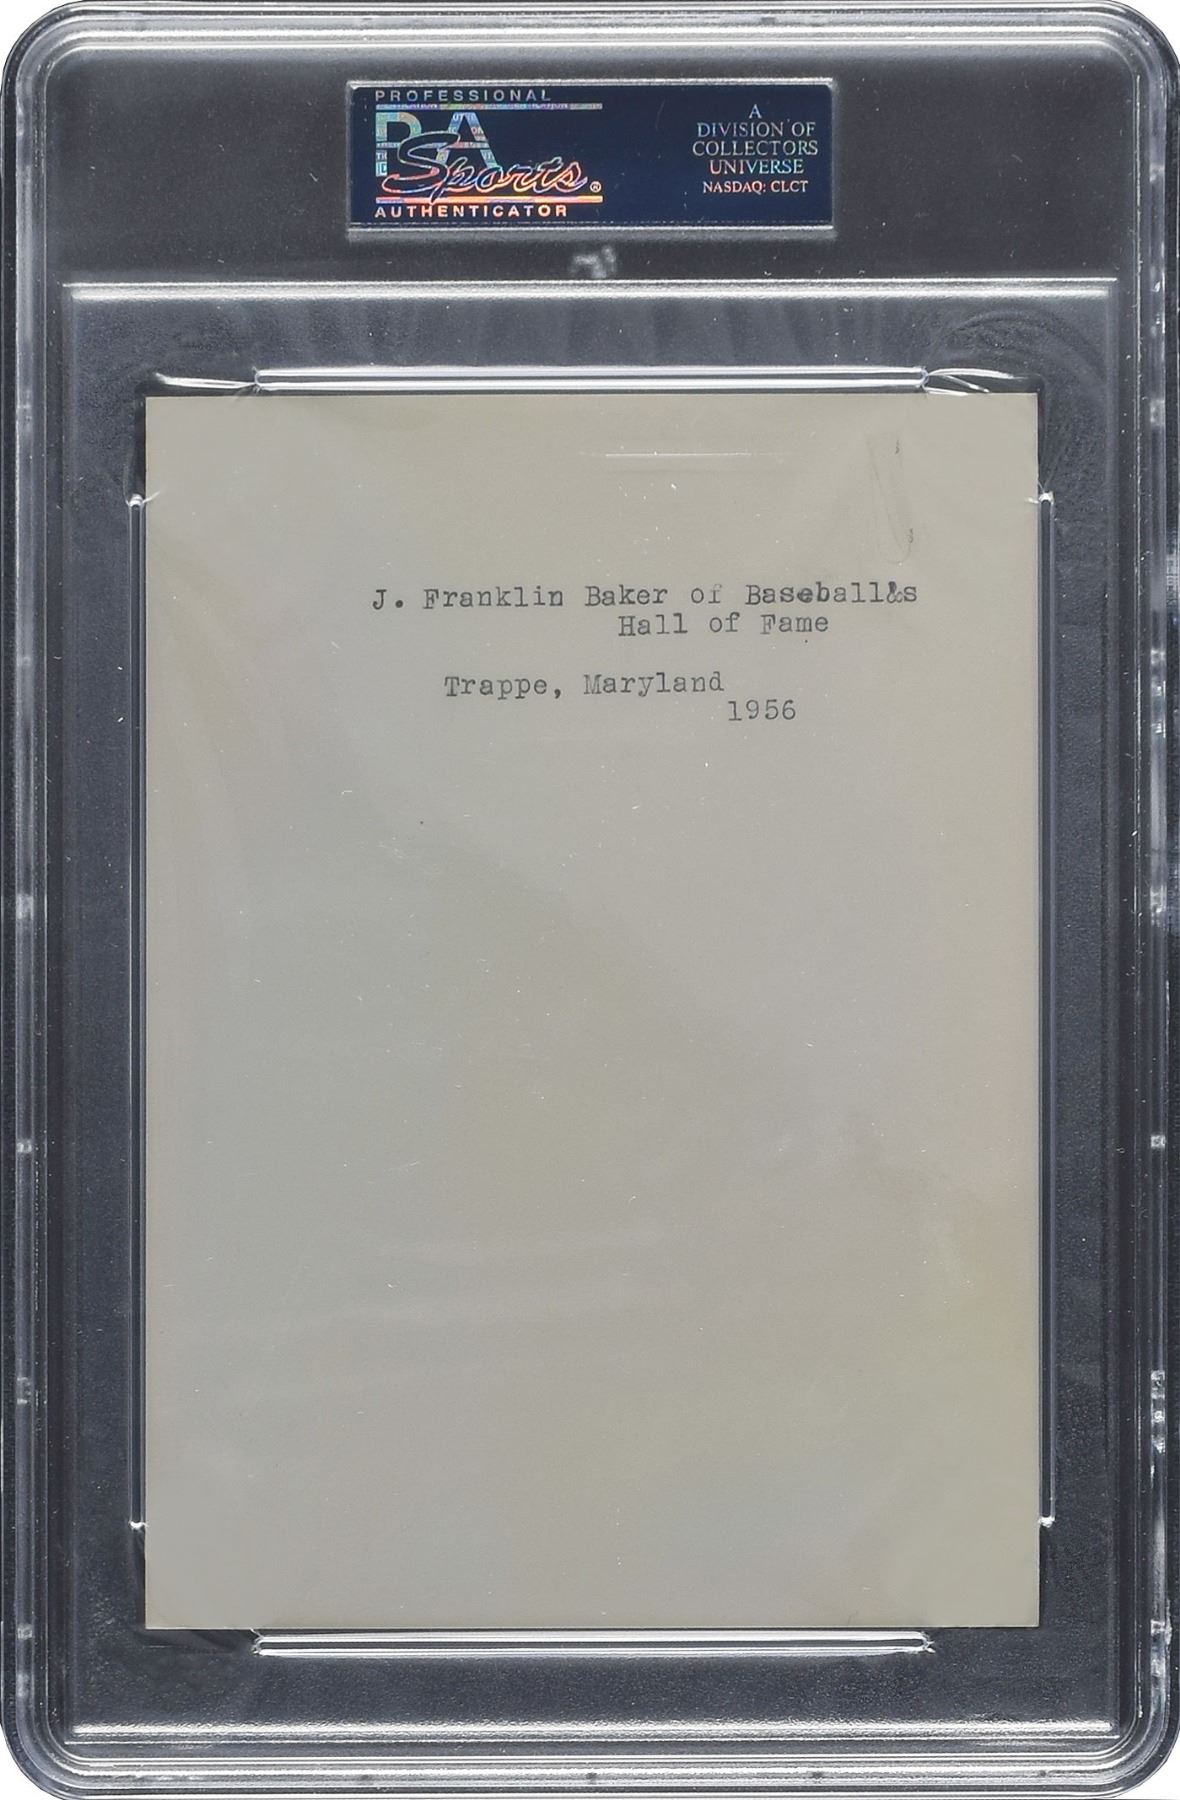 PROFESSIONAL
PSA
Sports®
AUTHENTICATOR
A
DIVISION OF
COLLECTORS
UNIVERSE
NASDAQ: CLCT
J. Franklin Baker of Baseball&s
Hall of Fame
Trappe, Maryland
1956